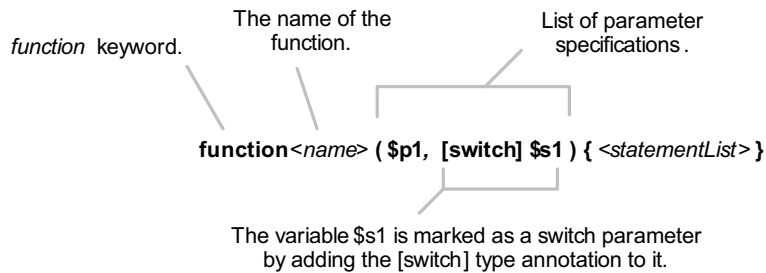 The name of the
function.
List of parameter
specifications .
function keyword.
function<name> ( $p1, [switch] $s1 ) { <statementList> }
The variable $s1 is marked as a switch parameter
by adding the [switch] type annotation to it.